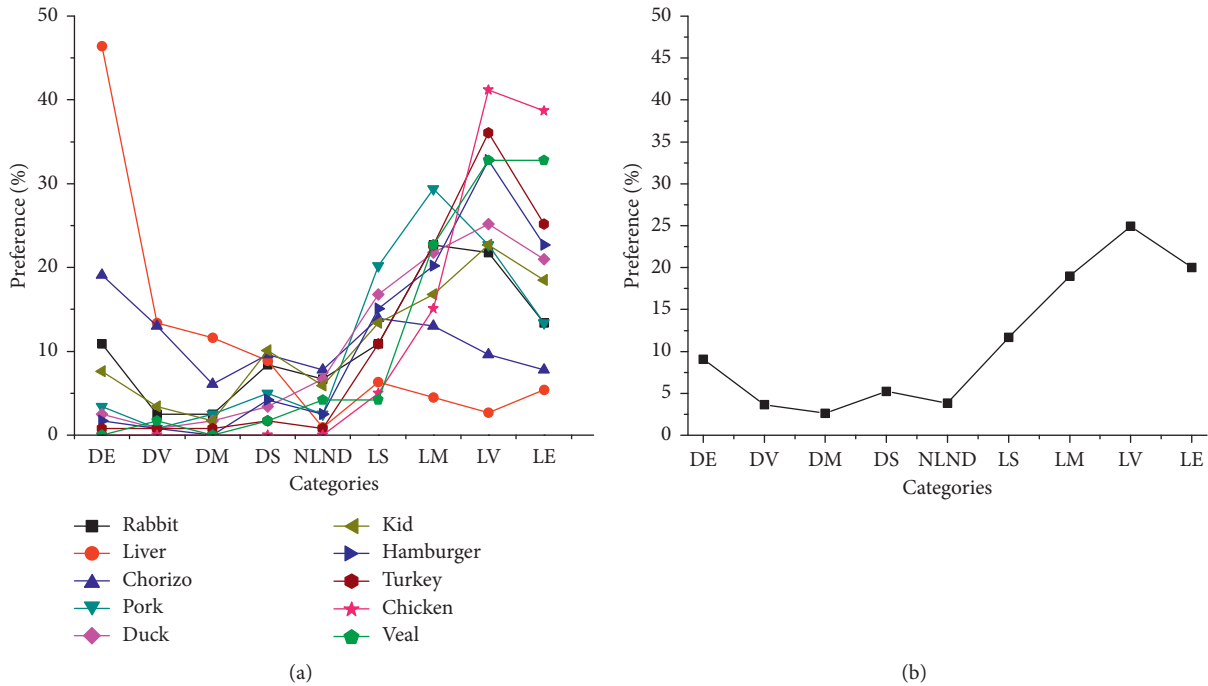 50
40
30
20
10
0
Preference (%)
DE DV DM DS NLND LS LM LV LE
Categories
Rabbit
Liver
Chorizo
Pork
Duck
Kid
Hamburger
Turkey
Chicken
Veal
(a)
50
45
40
35
30
25
20
15
10
5
0
Preference (%)
DE DV DM DS NLND LS LM LV LE
Categories
(b)